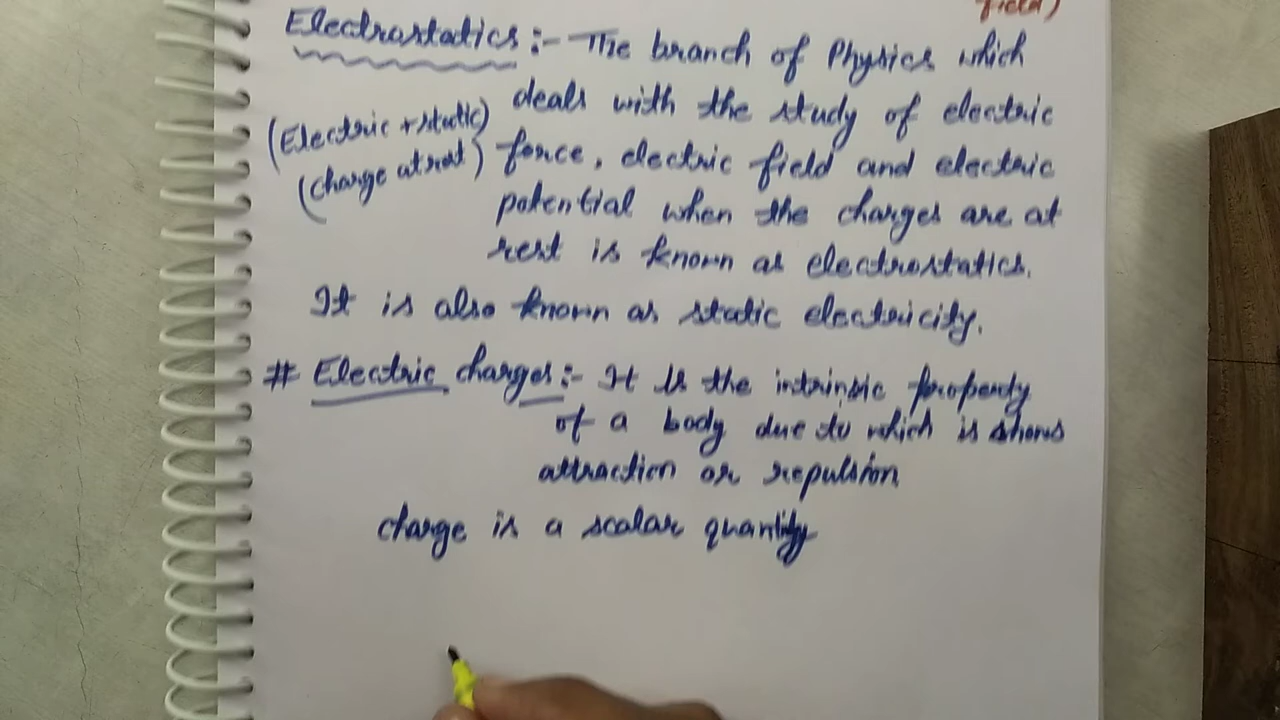 field)
Electrostatics :- The branch of Physics which
deals with the study of electric
(Electric + static)
force, electric field and electric
(charge at rest)
potential when the charges are at
rest is known as electrostatics.
It is also known as static electricity.
# Electric charges :- It is the intrinsic property
of a body due to which is shows
attraction or repulsion
charge is a scalar quantity